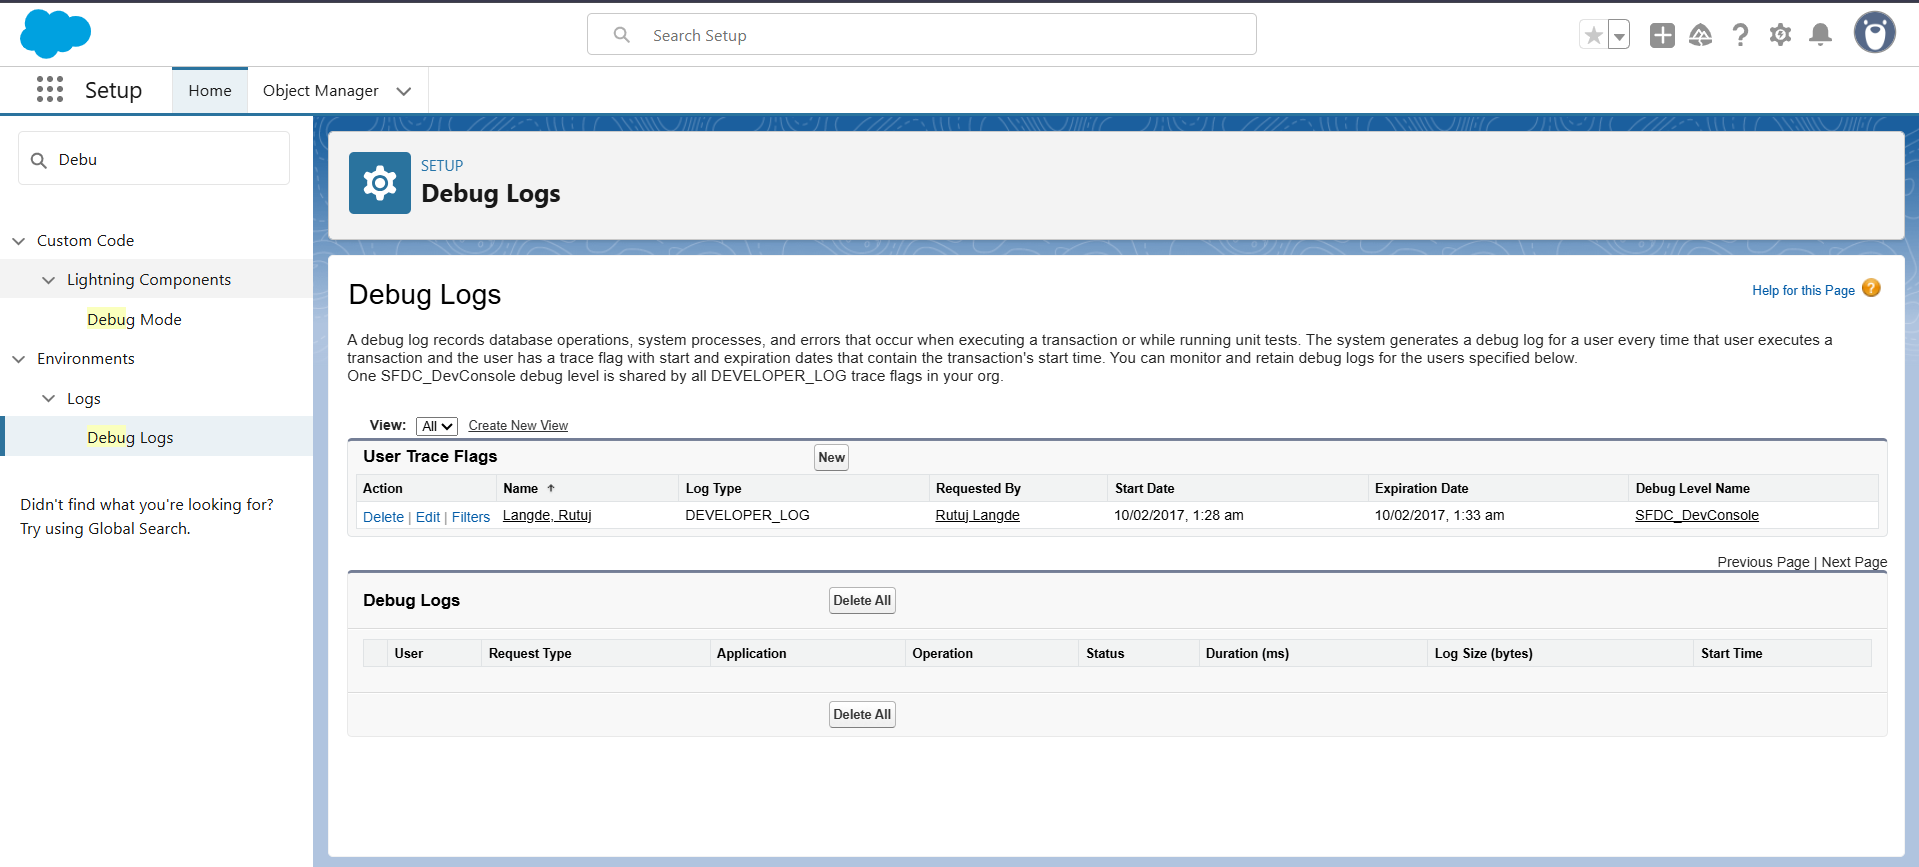 Search Setup
Setup
Home
Object Manager
Debu
Custom Code
Lightning Components
Debug Mode
Environments
Logs
Debug Logs
Didn't find what you're looking for?
Try using Global Search.
SETUP
Debug Logs
Debug Logs
Help for this Page ?
A debug log records database operations, system processes, and errors that occur when executing a transaction or while running unit tests. The system generates a debug log for a user every time that user executes a
transaction and the user has a trace flag with start and expiration dates that contain the transaction's start time. You can monitor and retain debug logs for the users specified below.
One SFDC_DevConsole debug level is shared by all DEVELOPER_LOG trace flags in your org.
View: All Create New View
User Trace Flags New
Action Name Log Type Requested By Start Date Expiration Date Debug Level Name
Delete | Edit | Filters Langde, Rutuj DEVELOPER_LOG Rutuj Langde 10/02/2017, 1:28 am 10/02/2017, 1:33 am SFDC_DevConsole
Previous Page | Next Page
Debug Logs Delete All
User Request Type Application Operation Status Duration (ms) Log Size (bytes) Start Time
Delete All